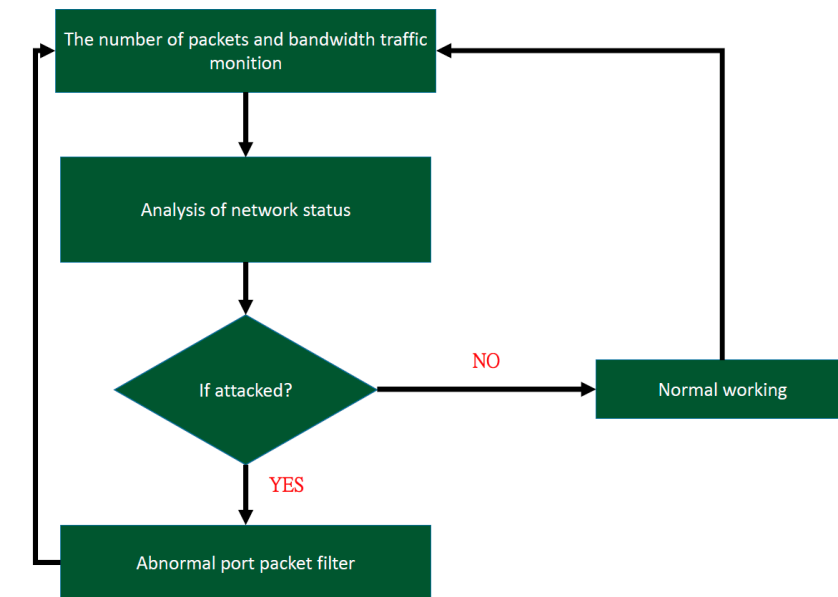 The number of packets and bandwidth traffic
monition
Analysis of network status
If attacked?
NO
Normal working
YES
Abnormal port packet filter